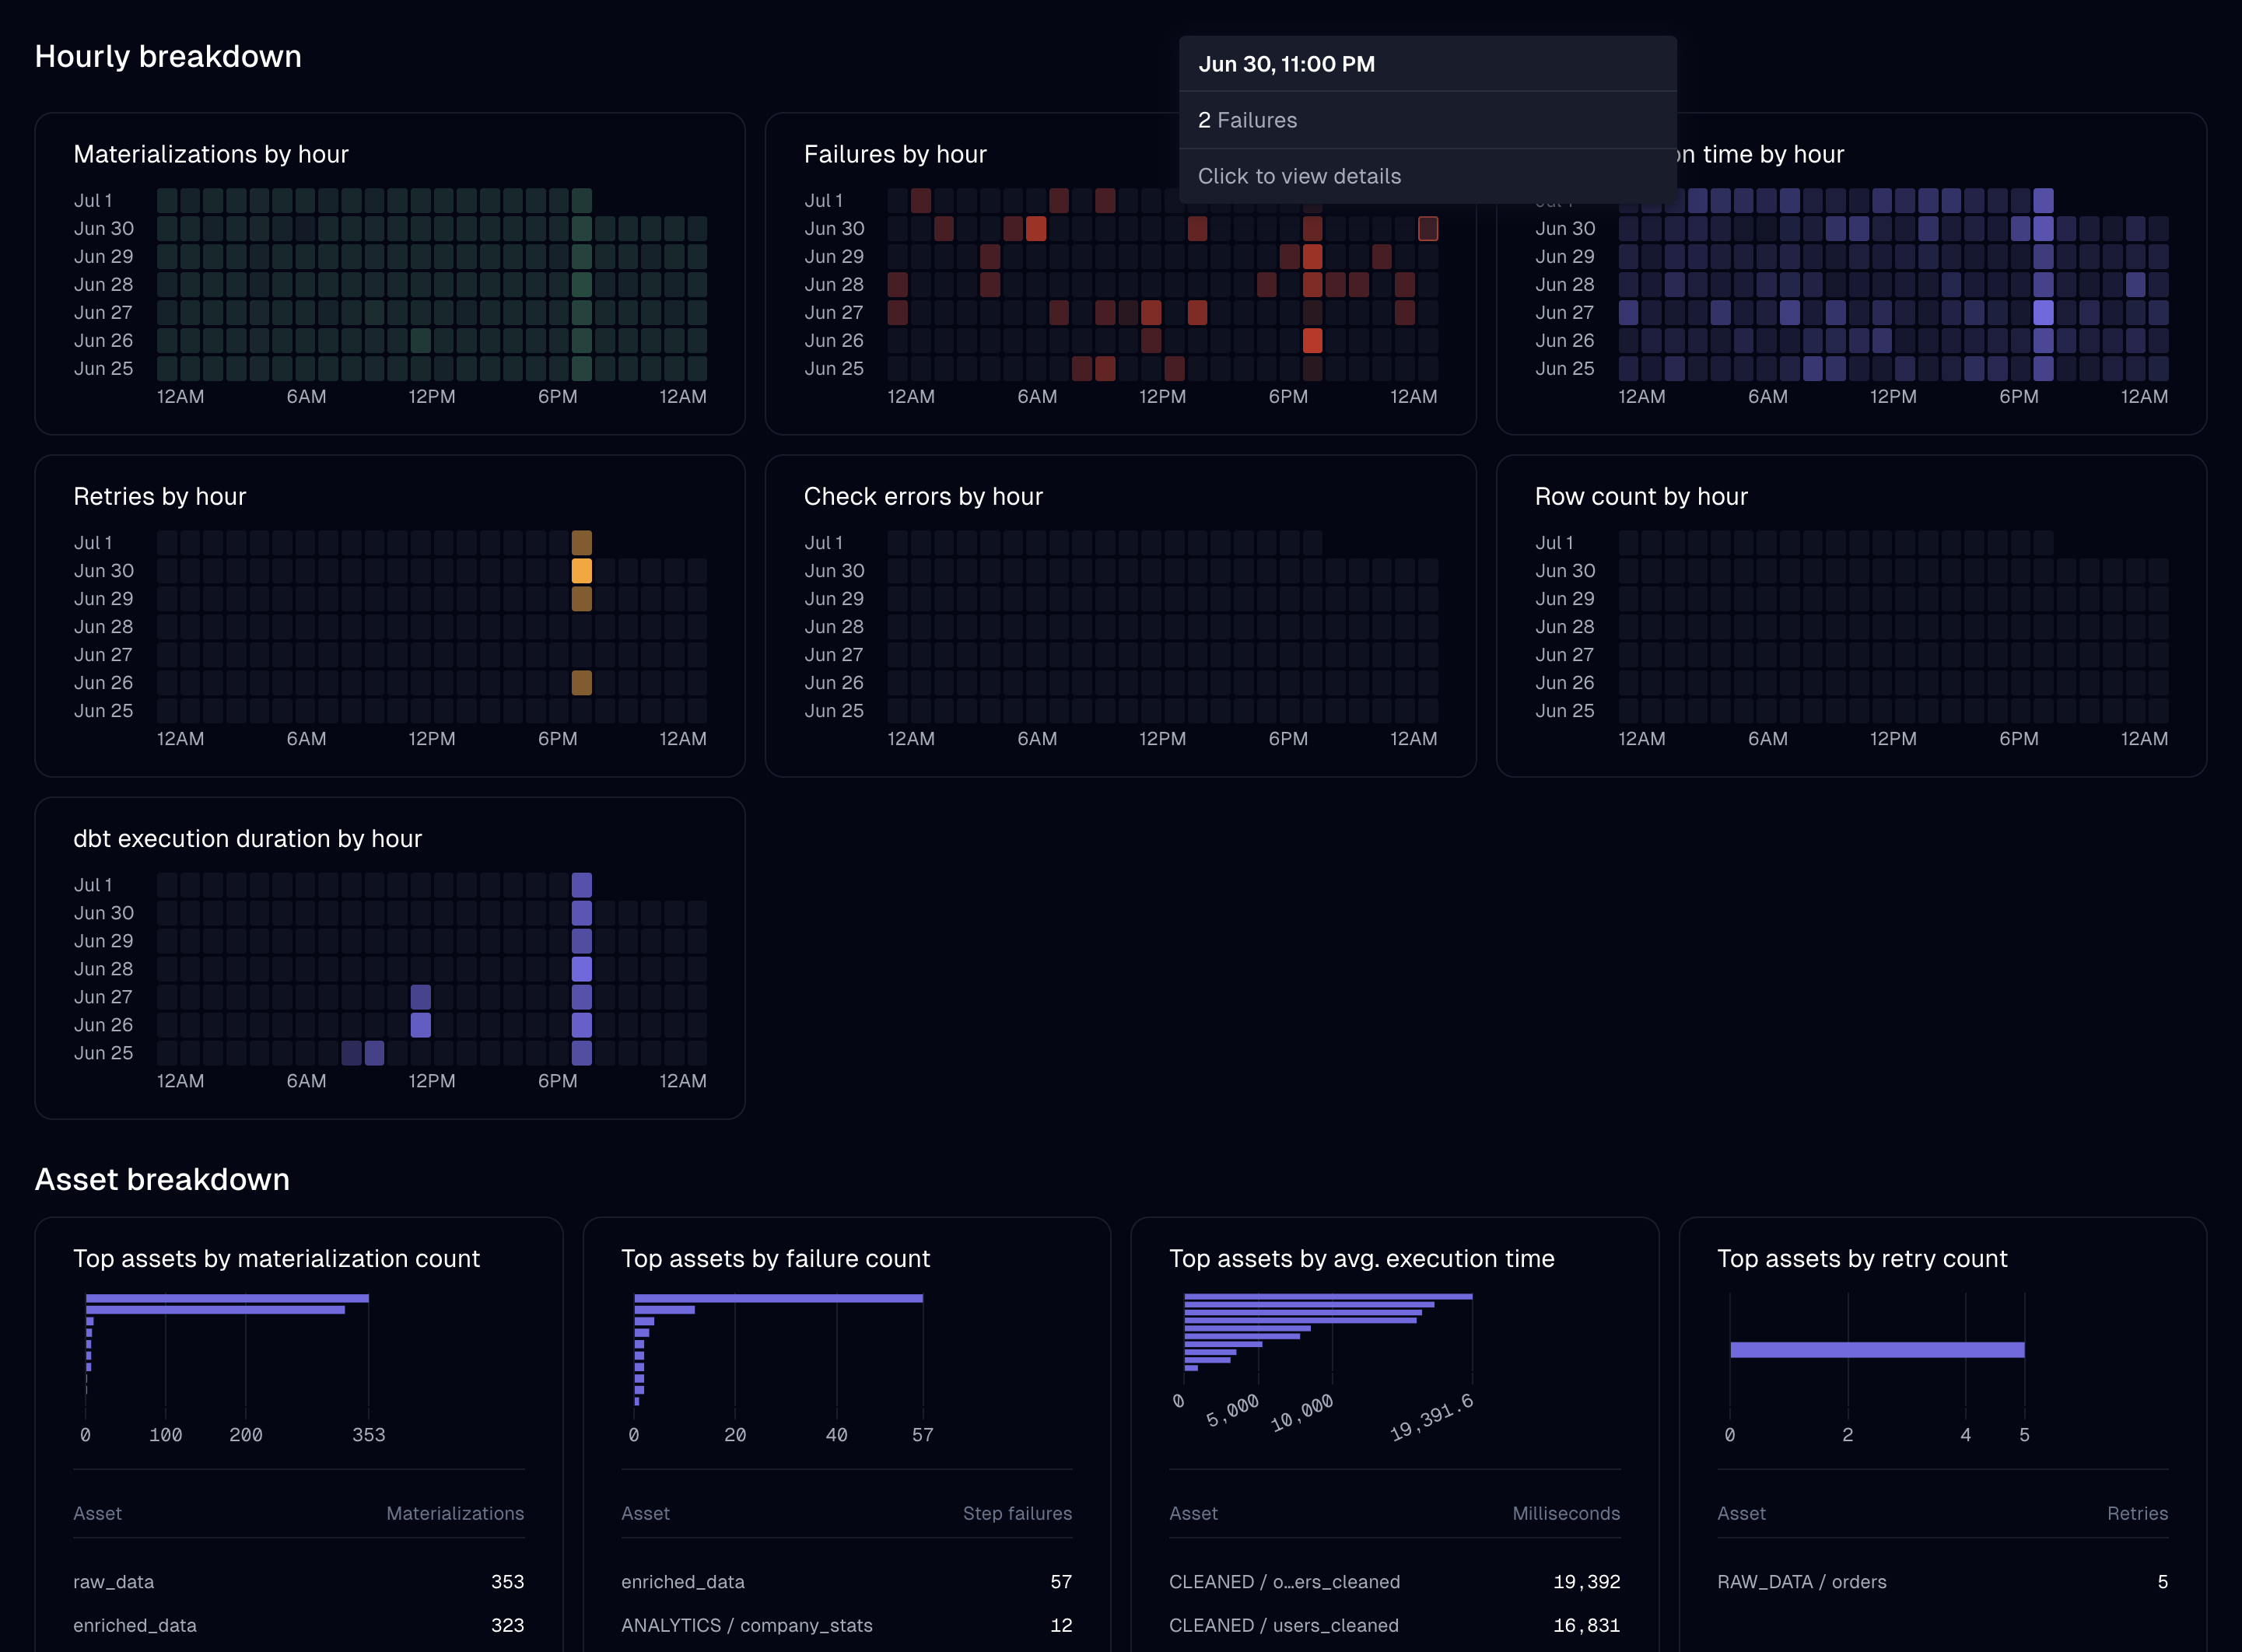 Hourly breakdown
Jun 30, 11:00 PM
2 Failures
Click to view details
Materializations by hour
Jul 1
Jun 30
Jun 29
Jun 28
Jun 27
Jun 26
Jun 25
12AM 6AM 12PM 6PM 12AM
Failures by hour
Jul 1
Jun 30
Jun 29
Jun 28
Jun 27
Jun 26
Jun 25
12AM 6AM 12PM 6PM 12AM
on time by hour
Jun 30
Jun 29
Jun 28
Jun 27
Jun 26
Jun 25
12AM 6AM 12PM 6PM 12AM
Retries by hour
Jul 1
Jun 30
Jun 29
Jun 28
Jun 27
Jun 26
Jun 25
12AM 6AM 12PM 6PM 12AM
Check errors by hour
Jul 1
Jun 30
Jun 29
Jun 28
Jun 27
Jun 26
Jun 25
12AM 6AM 12PM 6PM 12AM
Row count by hour
Jul 1
Jun 30
Jun 29
Jun 28
Jun 27
Jun 26
Jun 25
12AM 6AM 12PM 6PM 12AM
dbt execution duration by hour
Jul 1
Jun 30
Jun 29
Jun 28
Jun 27
Jun 26
Jun 25
12AM 6AM 12PM 6PM 12AM
Asset breakdown
Top assets by materialization count
0 100 200 353
Asset Materializations
raw_data 353
enriched_data 323
Top assets by failure count
0 20 40 57
Asset Step failures
enriched_data 57
ANALYTICS / company_stats 12
Top assets by avg. execution time
0 5,000 10,000 19,391.6
Asset Milliseconds
CLEANED / o...ers_cleaned 19,392
CLEANED / users_cleaned 16,831
Top assets by retry count
0 2 4 5
Asset Retries
RAW_DATA / orders 5